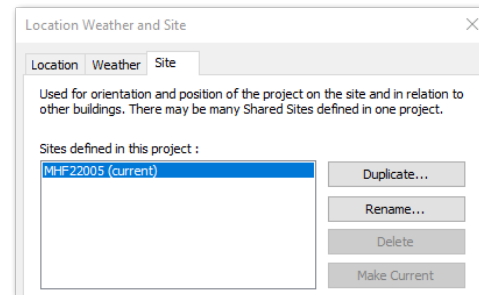 Location Weather and Site
Location Weather Site
Used for orientation and position of the project on the site and in relation to
other buildings. There may be many Shared Sites defined in one project.
Sites defined in this project :
MHF22005 (current)
Duplicate...
Rename...
Delete
Make Current